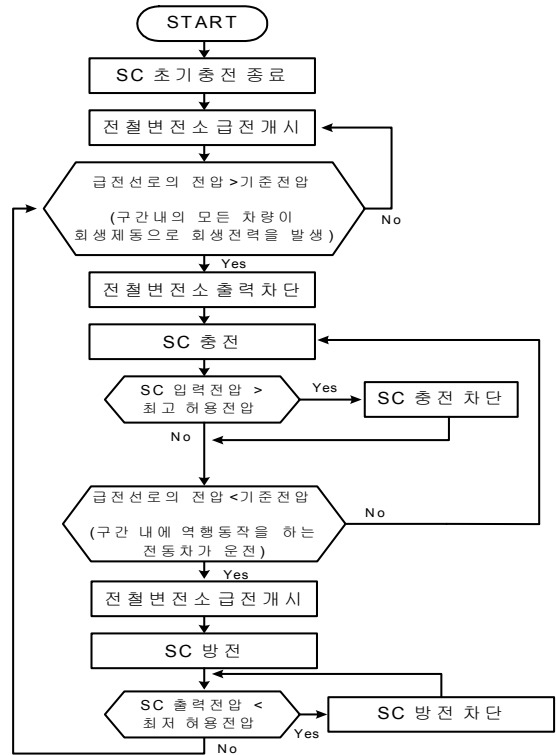 START
SC 초기충전 종료
전철변전소 급전개시
급전선로의 전압 >기준전압
(구간내의 모든 차량이
회생제동으로 회생전력을 발생)
No
Yes
전철변전소 출력차단
SC 충전
SC 입력전압 >
최고 허용전압
Yes
SC 충전 차단
No
급전선로의 전압 <기준전압
(구간 내에 역행동작을 하는
전동차가 운전)
No
Yes
전철변전소 급전개시
SC 방전
SC 출력전압 <
최저 허용전압
Yes
SC 방전 차단
No